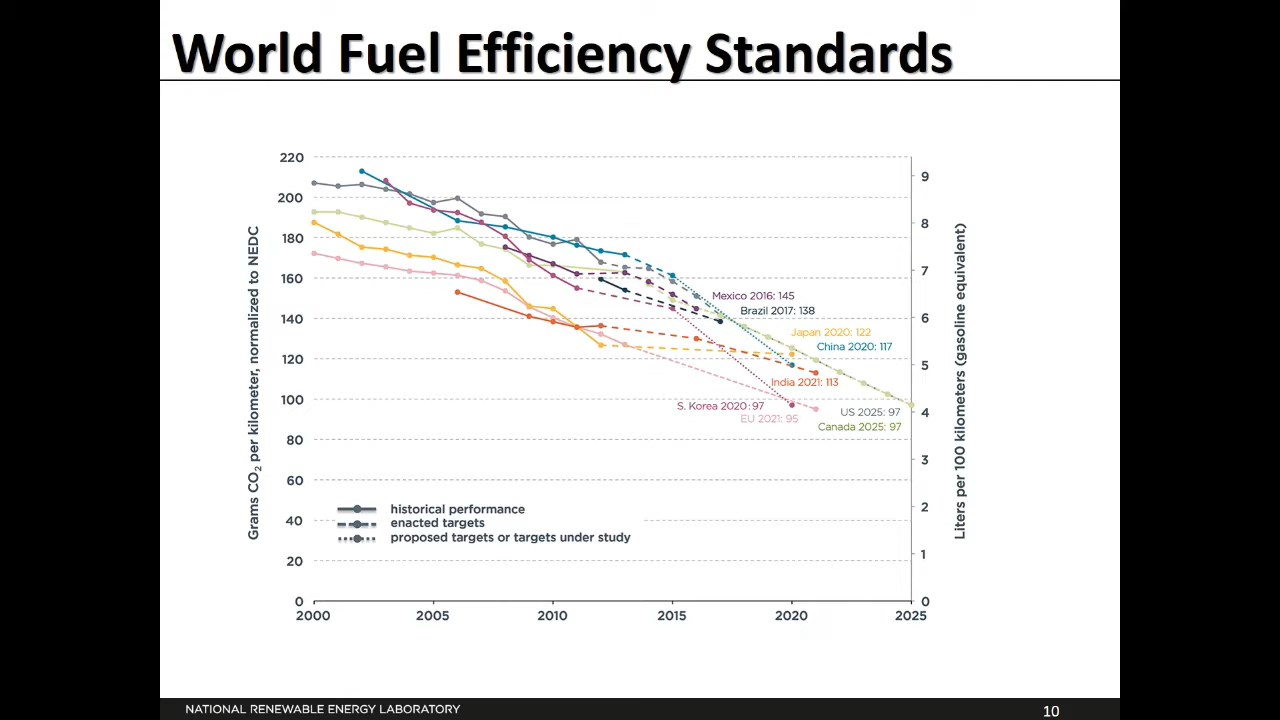 World Fuel Efficiency Standards
220
200
180
160
140
120
100
80
60
40
20
0
Grams CO₂ per kilometer, normalized to NEDC
9
8
7
6
5
4
3
2
1
0
Liters per 100 kilometers (gasoline equivalent)
Mexico 2016: 145
Brazil 2017: 138
Japan 2020: 122
China 2020: 117
India 2021: 113
S. Korea 2020: 97
EU 2021: 95
US 2025: 97
Canada 2025: 97
historical performance
enacted targets
proposed targets or targets under study
2000 2005 2010 2015 2020 2025
NATIONAL RENEWABLE ENERGY LABORATORY
10